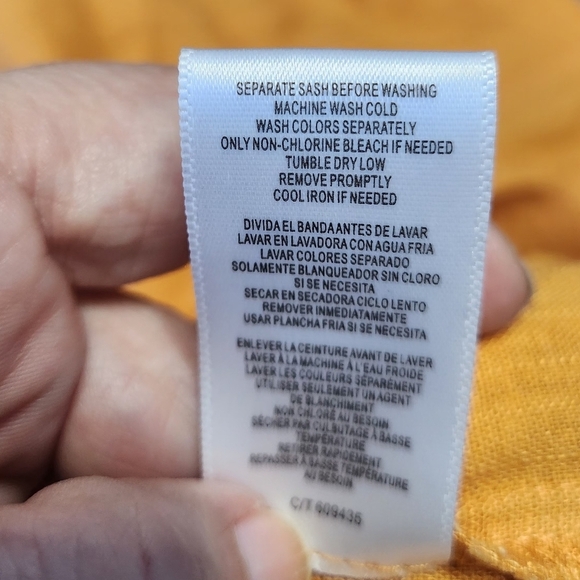 SEPARATE SASH BEFORE WASHING
MACHINE WASH COLD
WASH COLORS SEPARATELY
ONLY NON-CHLORINE BLEACH IF NEEDED
TUMBLE DRY LOW
REMOVE PROMPTLY
COOL IRON IF NEEDED
DIVIDA EL BANDA ANTES DE LAVAR
LAVAR EN LAVADORA CON AGUA FRIA
LAVAR COLORES SEPARADO
SOLAMENTE BLANQUEADOR SIN CLORO
SI SE NECESITA
SECAR EN SECADORA CICLO LENTO
REMOVER INMEDIATAMENTE
USAR PLANCHA FRIA SI SE NECESITA
ENLEVER LA CEINTURE AVANT DE LAVER
LAVER À LA MACHINE À L'EAU FROIDE
LAVER LES COULEURS SÉPARÉMENT
UTILISER SEULEMENT UN AGENT
DE BLANCHIMENT
NON CHLORÉ AU BESOIN
SÉCHER PAR CULBUTAGE À BASSE
TEMPÉRATURE
RETIRER RAPIDEMENT
REPASSER À BASSE TEMPÉRATURE
AU BESOIN
C/T 609435